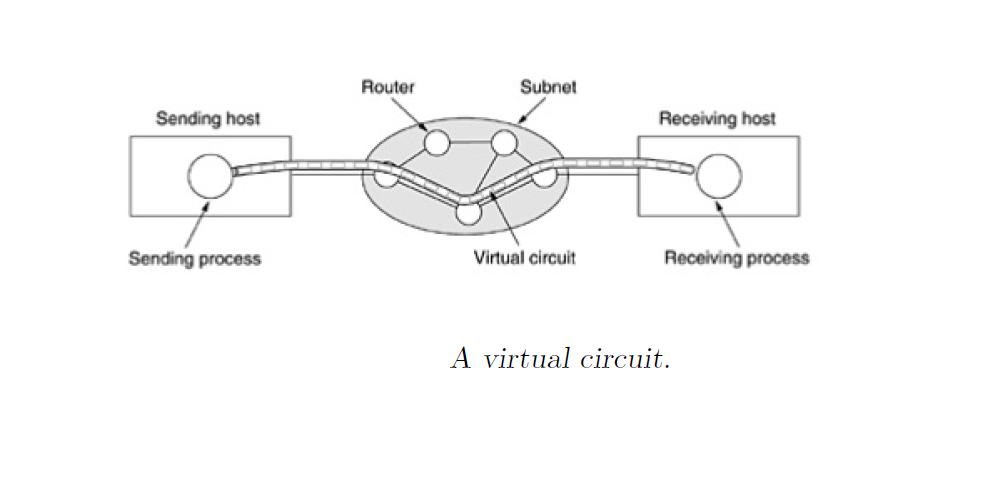 Router
Subnet
Sending host
Receiving host
Sending process
Virtual circuit
Receiving process
A virtual circuit.